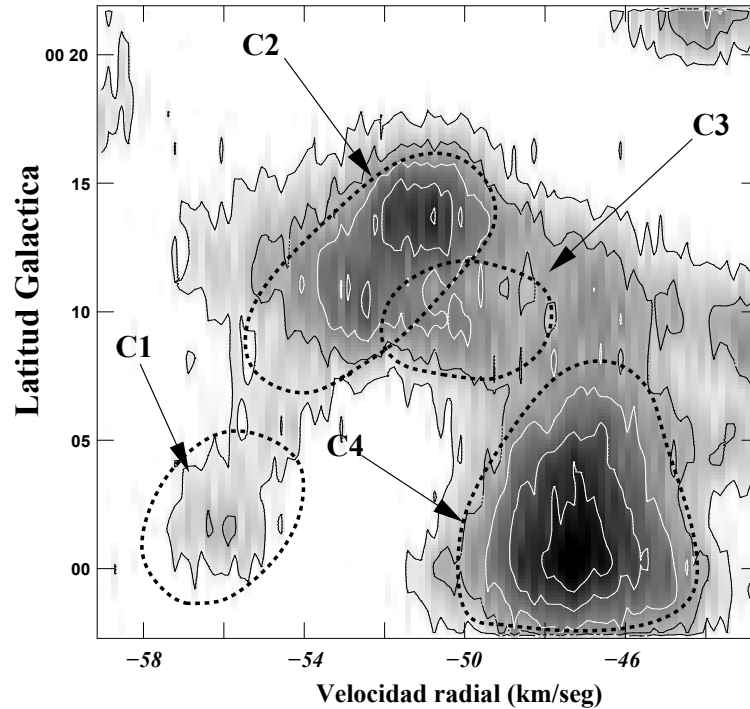 00 20
C2
C3
15
10
C1
05
C4
00
Latitud Galactica
−58
−54
−50
−46
Velocidad radial (km/seg)